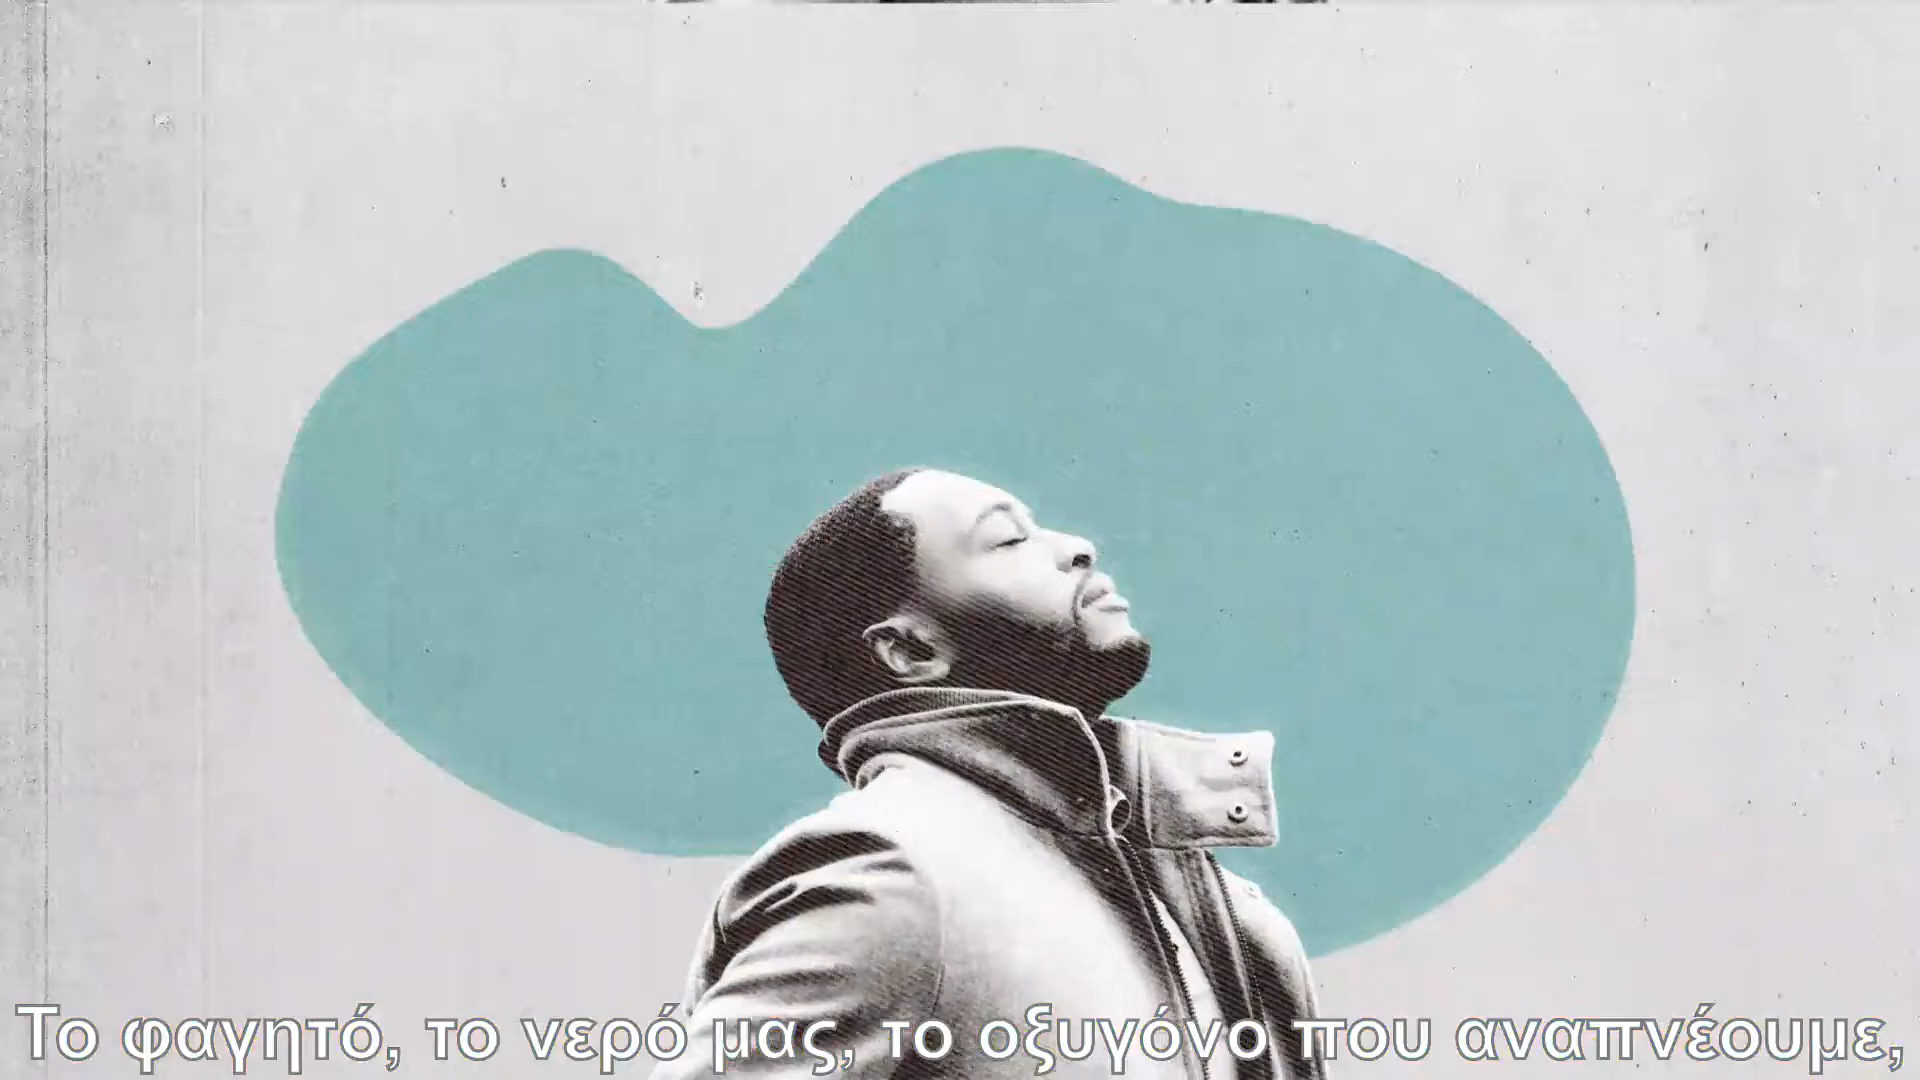 Το φαγητό, το νερό μας, το οξυγόνο που αναπνέουμε,